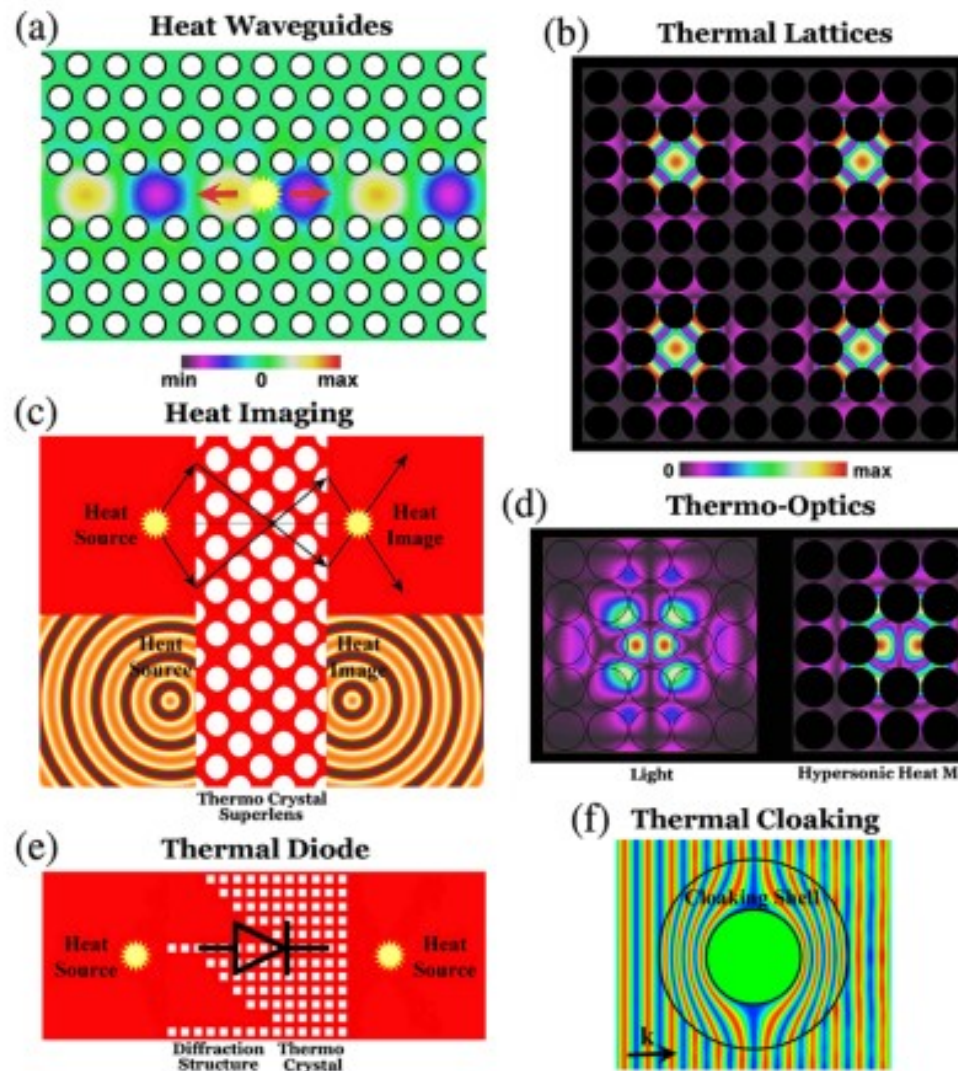 (a)
Heat Waveguides
min 0 max
(b)
Thermal Lattices
0 max
(c)
Heat Imaging
Heat
Source
Heat
Image
Heat
Source
Heat
Image
Thermo Crystal
Superlens
(d)
Thermo-Optics
Light
Hypersonic Heat M
(e)
Thermal Diode
Heat
Source
Heat
Source
Diffraction
Structure
Thermo
Crystal
(f)
Thermal Cloaking
Cloaking Shell
k